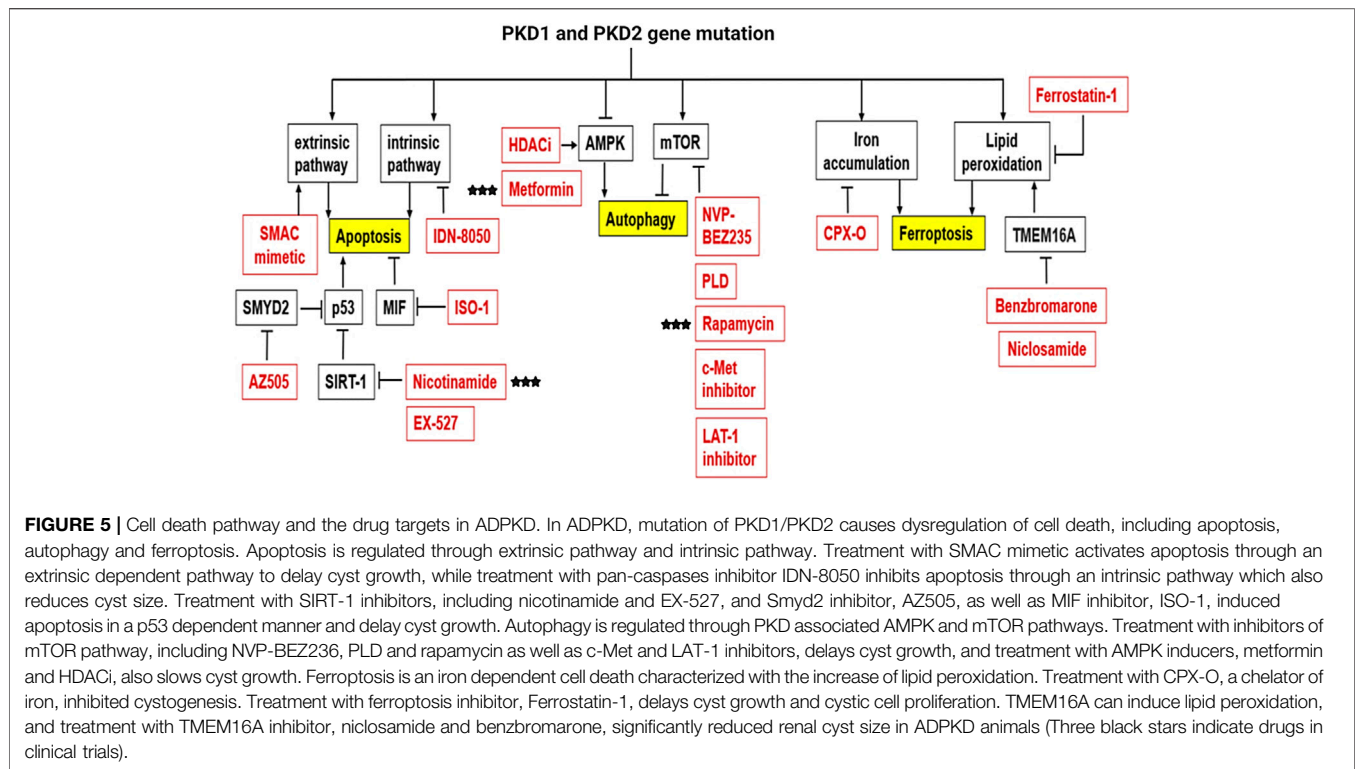 PKD1 and PKD2 gene mutation
Ferrostatin-1
extrinsic
pathway
intrinsic
pathway
HDACi
AMPK
mTOR
Iron
accumulation
Lipid
peroxidation
★★★ Metformin
SMAC
mimetic
Apoptosis
IDN-8050
Autophagy
NVP-
BEZ235
CPX-O
Ferroptosis
TMEM16A
SMYD2
p53
MIF
ISO-1
PLD
★★★ Rapamycin
Benzbromarone
Niclosamide
AZ505
SIRT-1
Nicotinamide ★★★
EX-527
c-Met
inhibitor
LAT-1
inhibitor
FIGURE 5 | Cell death pathway and the drug targets in ADPKD. In ADPKD, mutation of PKD1/PKD2 causes dysregulation of cell death, including apoptosis,
autophagy and ferroptosis. Apoptosis is regulated through extrinsic pathway and intrinsic pathway. Treatment with SMAC mimetic activates apoptosis through an
extrinsic dependent pathway to delay cyst growth, while treatment with pan-caspases inhibitor IDN-8050 inhibits apoptosis through an intrinsic pathway which also
reduces cyst size. Treatment with SIRT-1 inhibitors, including nicotinamide and EX-527, and Smyd2 inhibitor, AZ505, as well as MIF inhibitor, ISO-1, induced
apoptosis in a p53 dependent manner and delay cyst growth. Autophagy is regulated through PKD associated AMPK and mTOR pathways. Treatment with inhibitors of
mTOR pathway, including NVP-BEZ236, PLD and rapamycin as well as c-Met and LAT-1 inhibitors, delays cyst growth, and treatment with AMPK inducers, metformin
and HDACi, also slows cyst growth. Ferroptosis is an iron dependent cell death characterized with the increase of lipid peroxidation. Treatment with CPX-O, a chelator of
iron, inhibited cystogenesis. Treatment with ferroptosis inhibitor, Ferrostatin-1, delays cyst growth and cystic cell proliferation. TMEM16A can induce lipid peroxidation,
and treatment with TMEM16A inhibitor, niclosamide and benzbromarone, significantly reduced renal cyst size in ADPKD animals (Three black stars indicate drugs in
clinical trials).